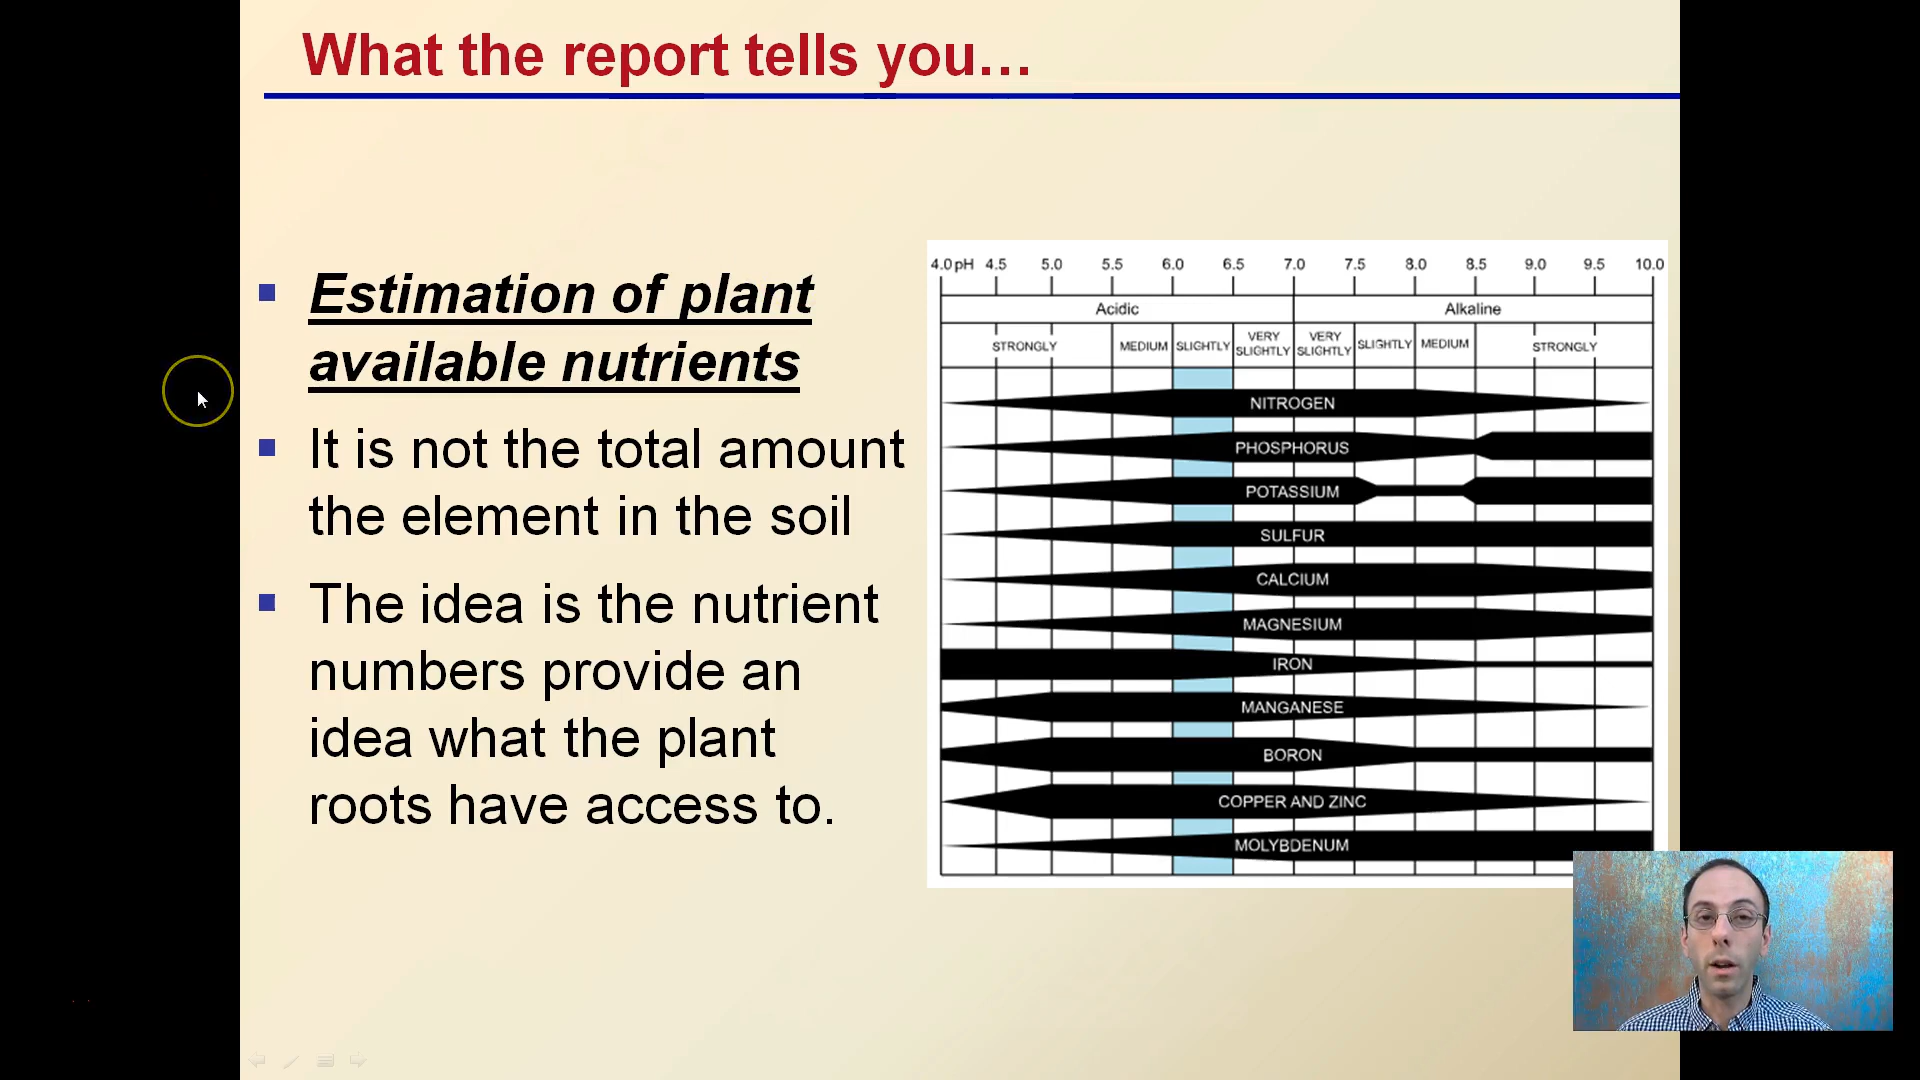 What the report tells you…
Estimation of plant
available nutrients
It is not the total amount
the element in the soil
The idea is the nutrient
numbers provide an
idea what the plant
roots have access to.
4.0 pH 4.5 5.0 5.5 6.0 6.5 7.0 7.5 8.0 8.5 9.0 9.5 10.0
Acidic Alkaline
STRONGLY MEDIUM SLIGHTLY VERY SLIGHTLY VERY SLIGHTLY SLIGHTLY MEDIUM STRONGLY
NITROGEN
PHOSPHORUS
POTASSIUM
SULFUR
CALCIUM
MAGNESIUM
IRON
MANGANESE
BORON
COPPER AND ZINC
MOLYBDENUM